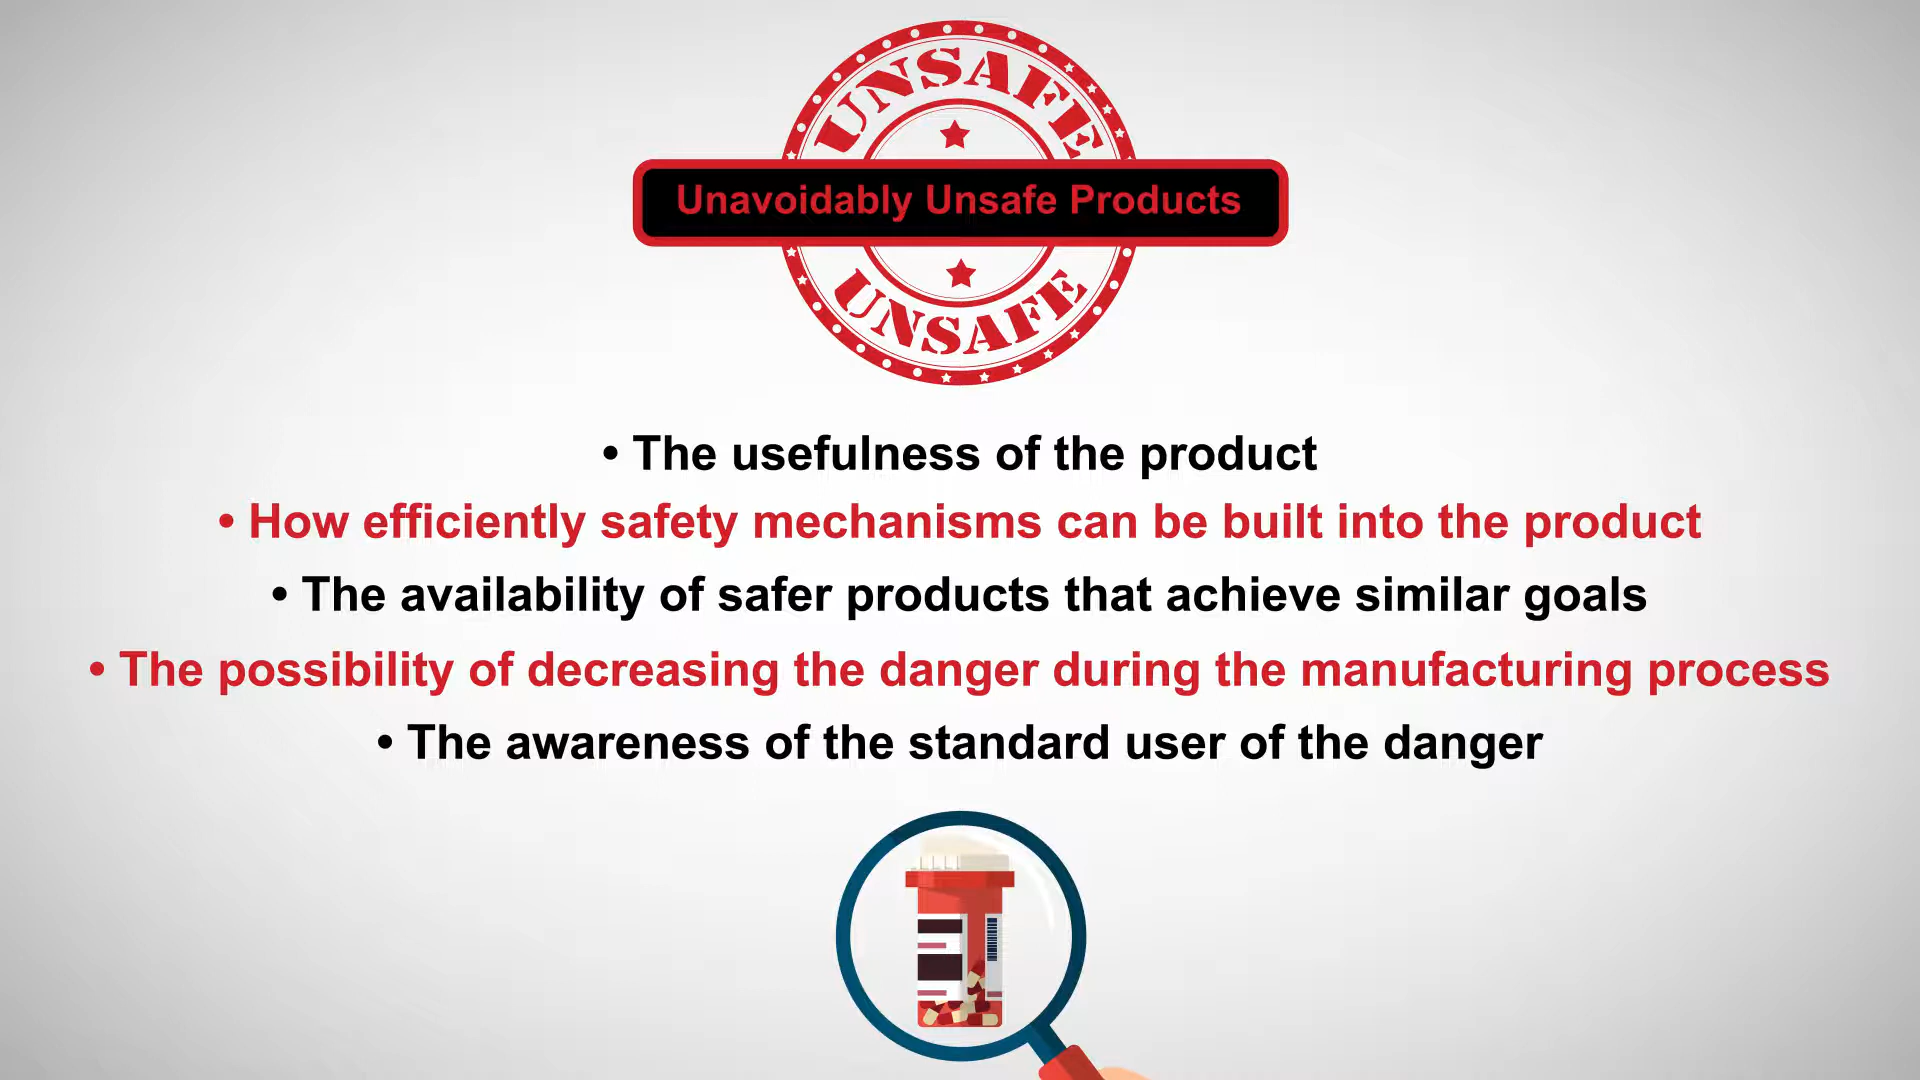 UNSAFE
Unavoidably Unsafe Products
UNSAFE
• The usefulness of the product
• How efficiently safety mechanisms can be built into the product
• The availability of safer products that achieve similar goals
• The possibility of decreasing the danger during the manufacturing process
• The awareness of the standard user of the danger